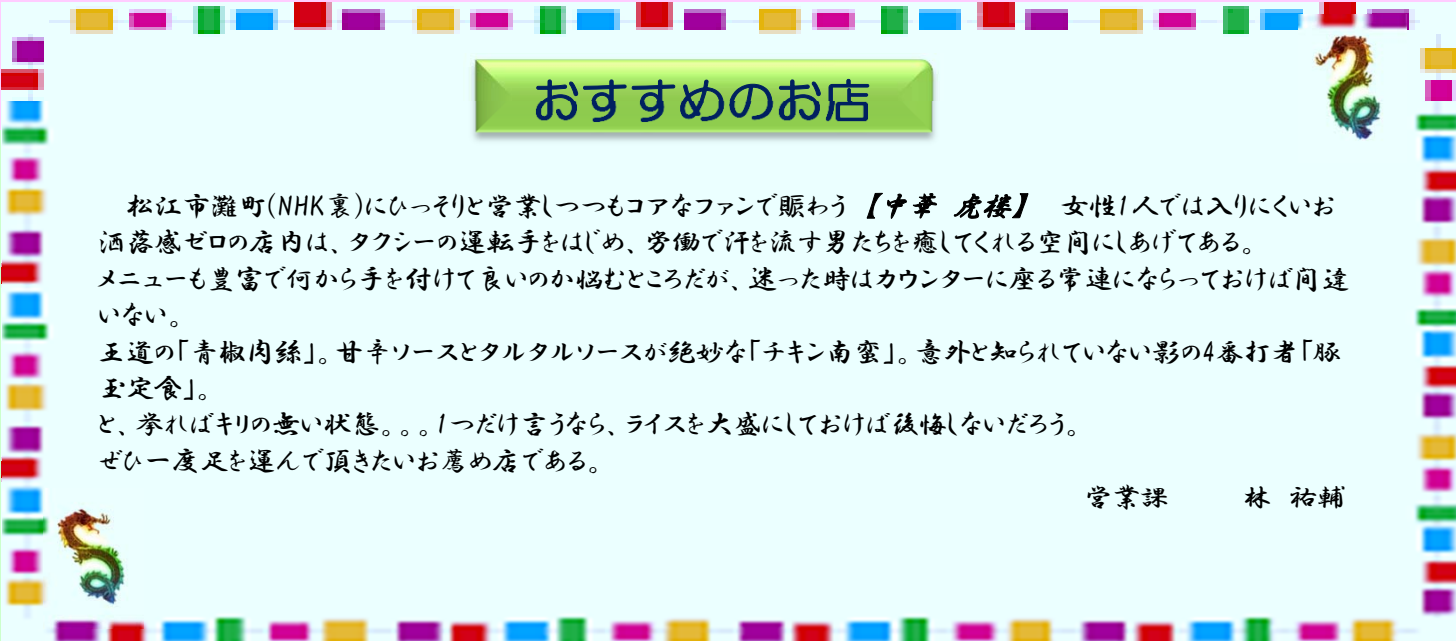 おすすめのお店
松江市灘町(NHK裏)にひっそりと営業しつつもコアなファンで賑わう【中華 虎楼】 女性1人では入りにくいお
洒落感ゼロの店内は、タクシーの運転手をはじめ、労働で汗を流す男たちを癒してくれる空間にしあげてある。
メニューも豊富で何から手を付けて良いのか悩むところだが、迷った時はカウンターに座る常連にならっておけば間違
いない。
王道の「青椒肉絲」。甘辛ソースとタルタルソースが絶妙な「チキン南蛮」。意外と知られていない影の4番打者「豚
玉定食」。
と、挙ればキリの無い状態。。。1つだけ言うなら、ライスを大盛にしておけば後悔しないだろう。
ぜひ一度足を運んで頂きたいお薦め店である。
営業課 林 祐輔